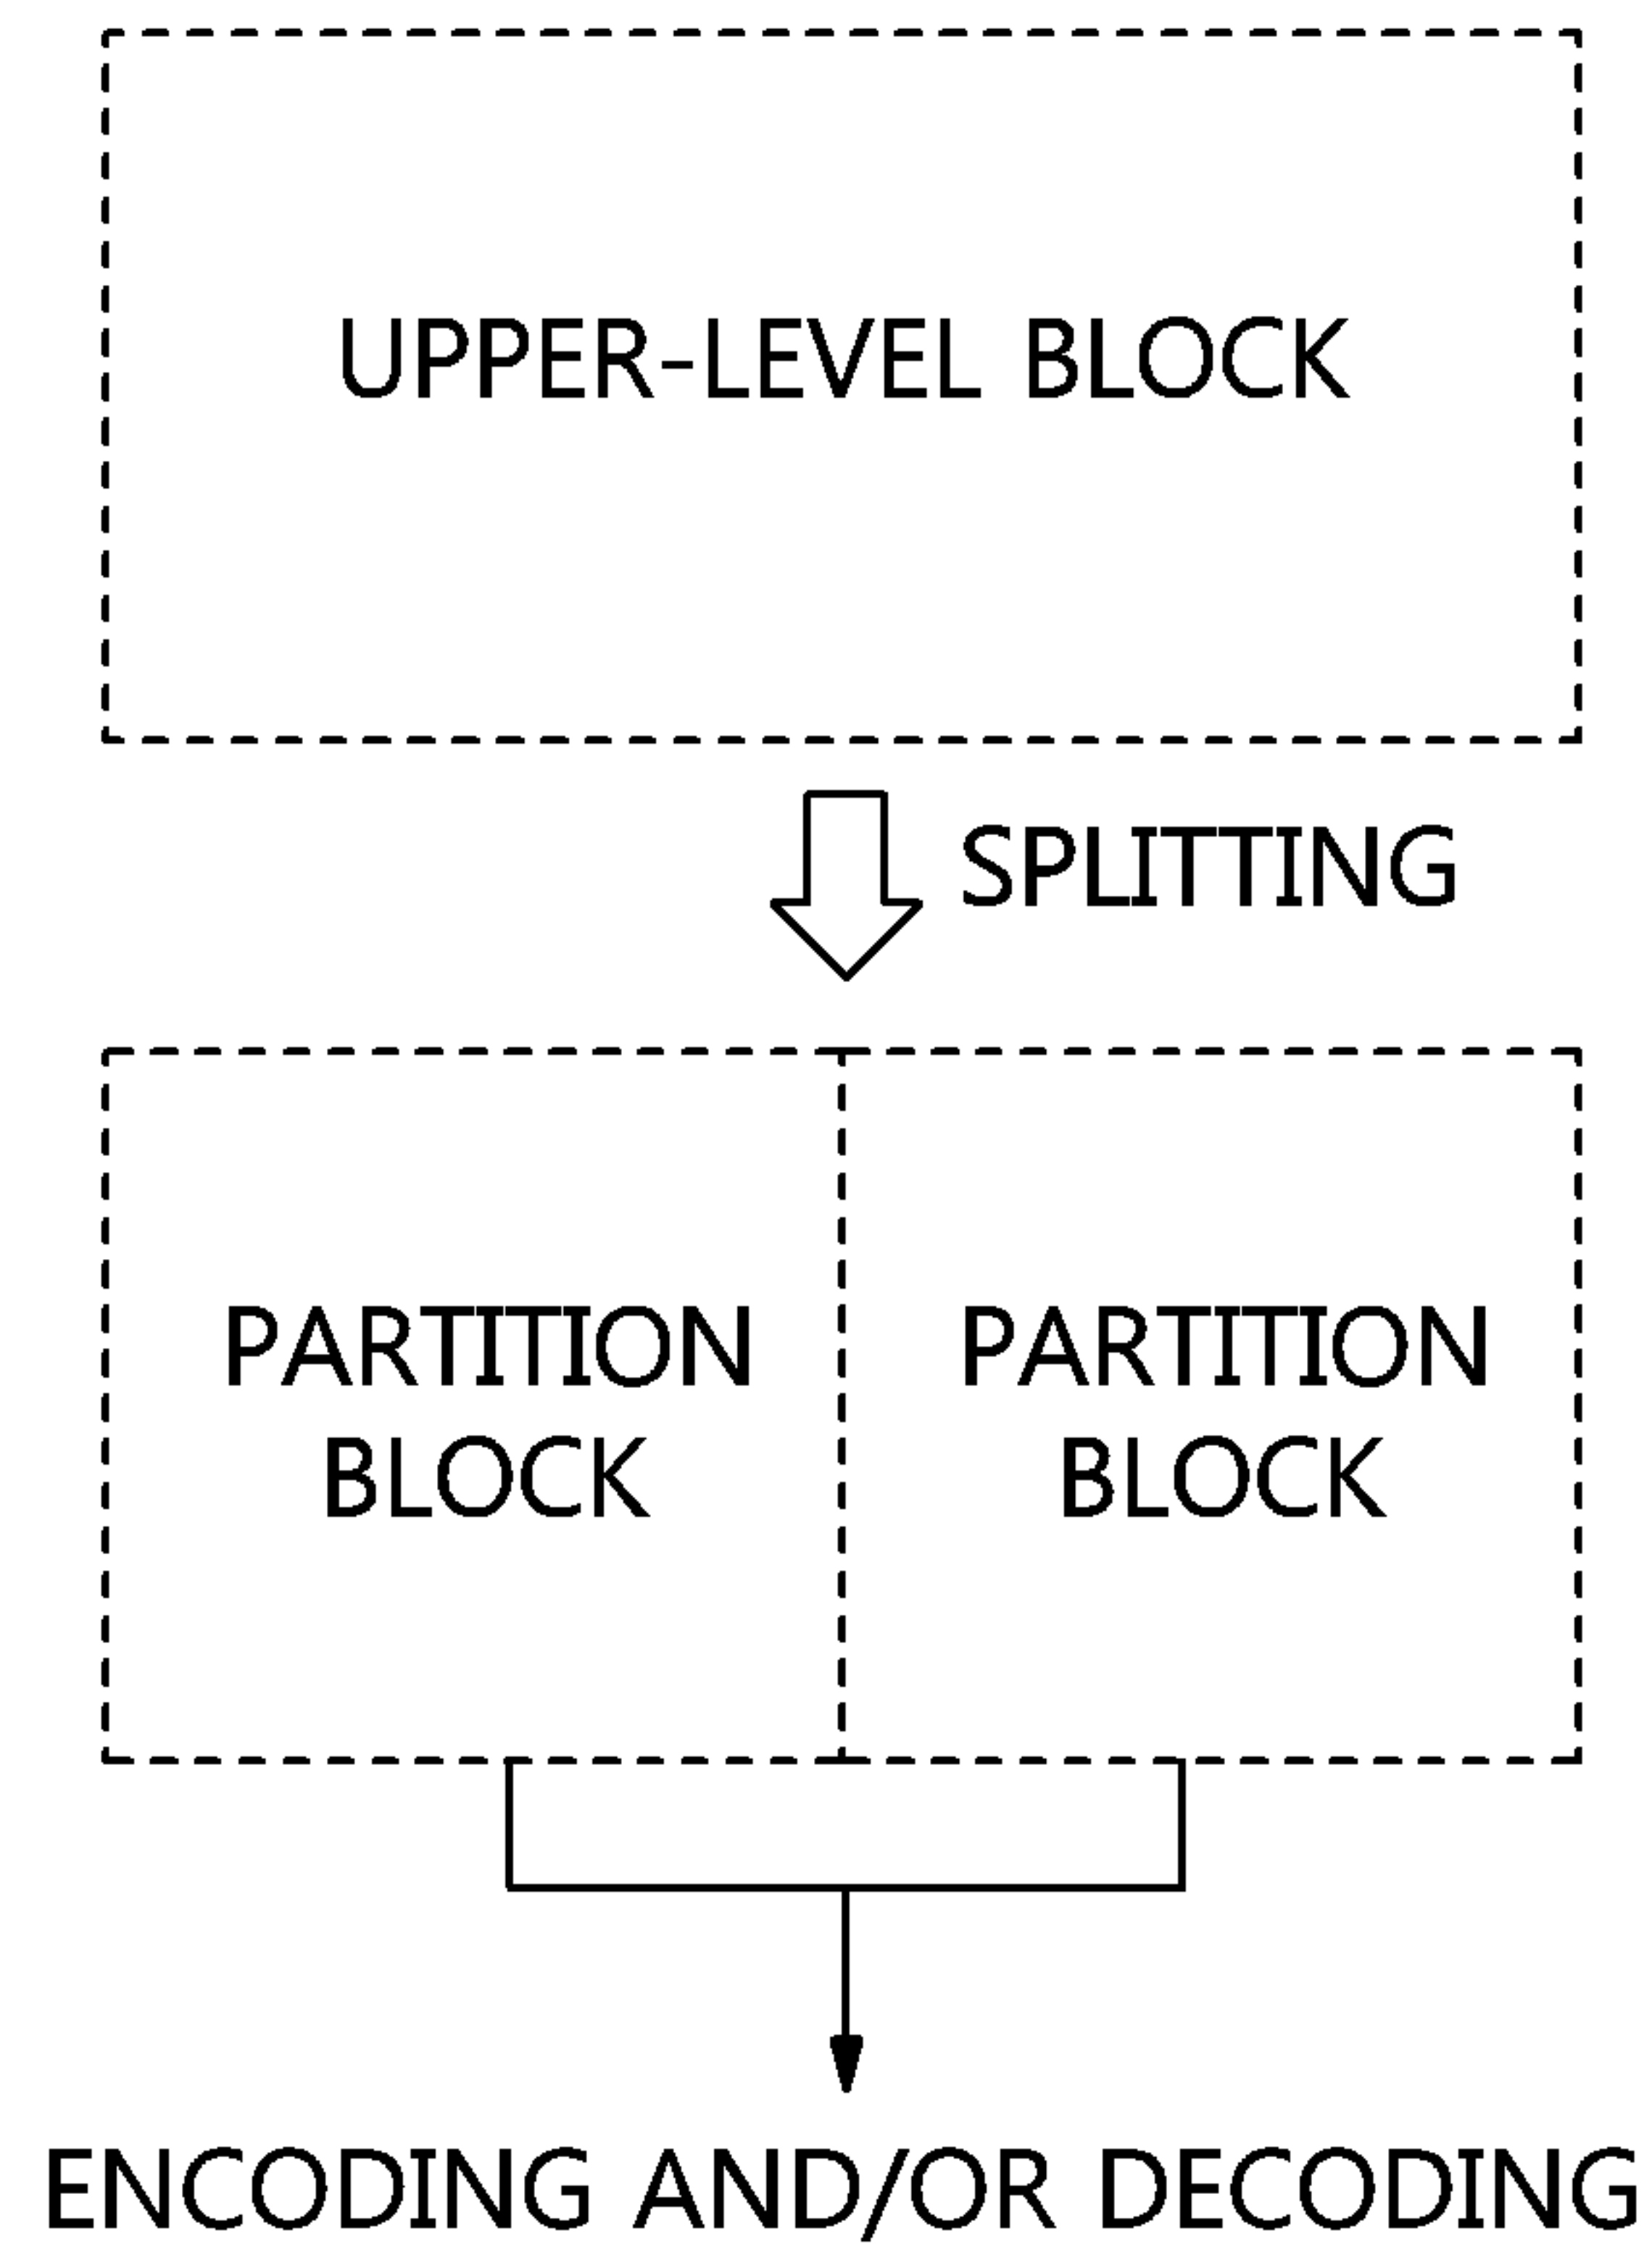 UPPER-LEVEL BLOCK
SPLITTING
PARTITION
BLOCK
PARTITION
BLOCK
ENCODING AND/OR DECODING